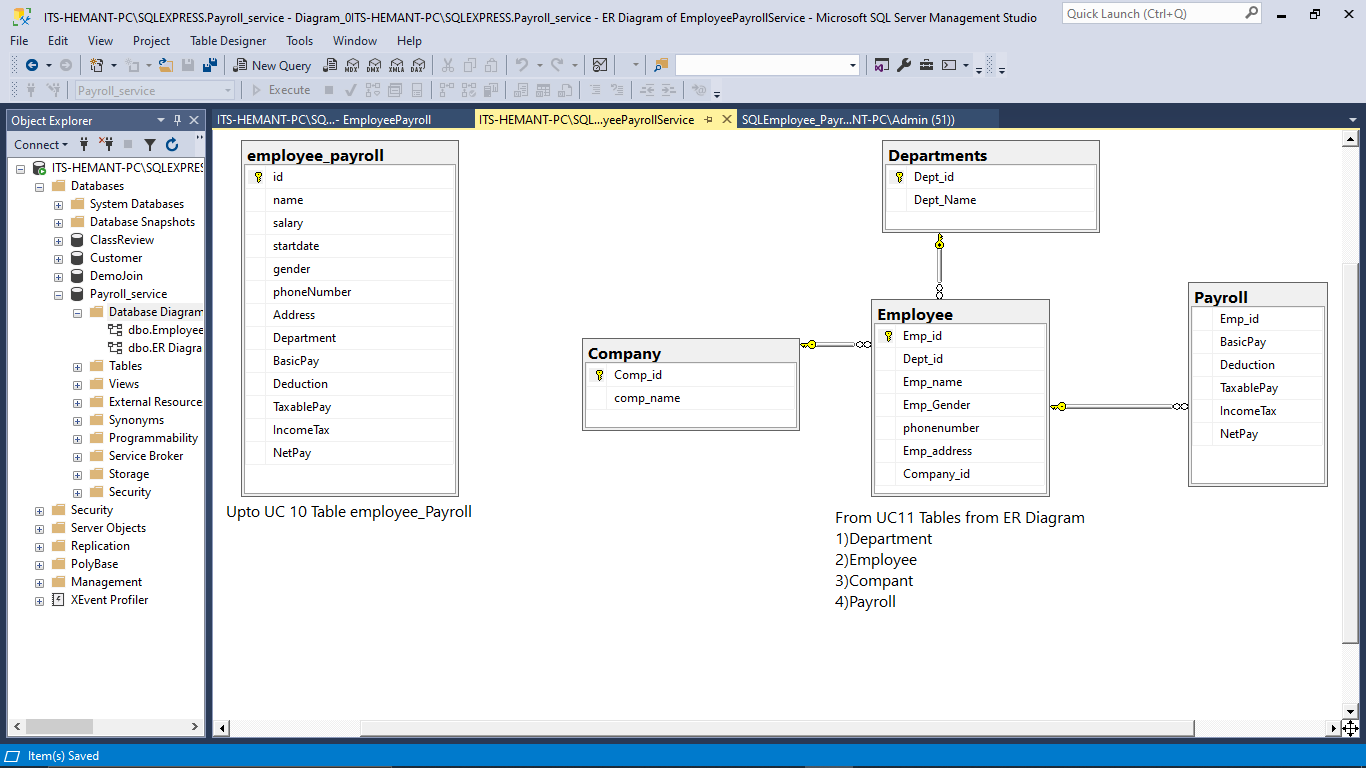 ITS-HEMANT-PC\SQLEXPRESS.Payroll_service - Diagram_0ITS-HEMANT-PC\SQLEXPRESS.Payroll_service - ER Diagram of EmployeePayrollService - Microsoft SQL Server Management Studio
Quick Launch (Ctrl+Q)
File Edit View Project Table Designer Tools Window Help
New Query MDX DMX XMLA DAX
Payroll_service Execute
Object Explorer
ITS-HEMANT-PC\SQ...- EmployeePayroll
ITS-HEMANT-PC\SQL...yeePayrollService
SQLEmployee_Payr...NT-PC\Admin (51))
Connect
ITS-HEMANT-PC\SQLEXPRES
Databases
System Databases
Database Snapshots
ClassReview
Customer
DemoJoin
Payroll_service
Database Diagram
dbo.Employee
dbo.ER Diagra
Tables
Views
External Resource
Synonyms
Programmability
Service Broker
Storage
Security
Security
Server Objects
Replication
PolyBase
Management
XEvent Profiler
employee_payroll
id
name
salary
startdate
gender
phoneNumber
Address
Department
BasicPay
Deduction
TaxablePay
IncomeTax
NetPay
Upto UC 10 Table employee_Payroll
Company
Comp_id
comp_name
Departments
Dept_id
Dept_Name
Employee
Emp_id
Dept_id
Emp_name
Emp_Gender
phonenumber
Emp_address
Company_id
Payroll
Emp_id
BasicPay
Deduction
TaxablePay
IncomeTax
NetPay
From UC11 Tables from ER Diagram
1)Department
2)Employee
3)Compant
4)Payroll
Item(s) Saved